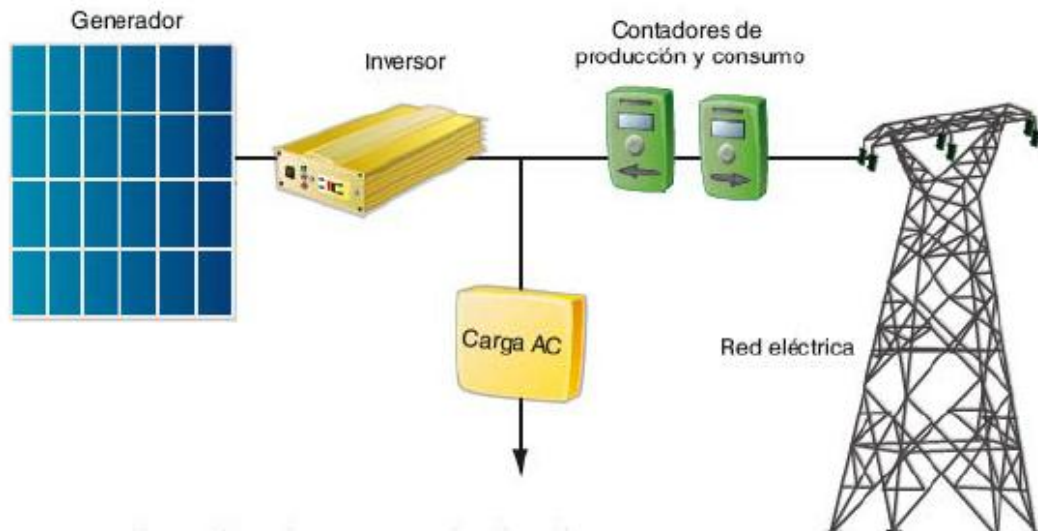 Generador
Inversor
Contadores de
producción y consumo
Carga AC
Red eléctrica